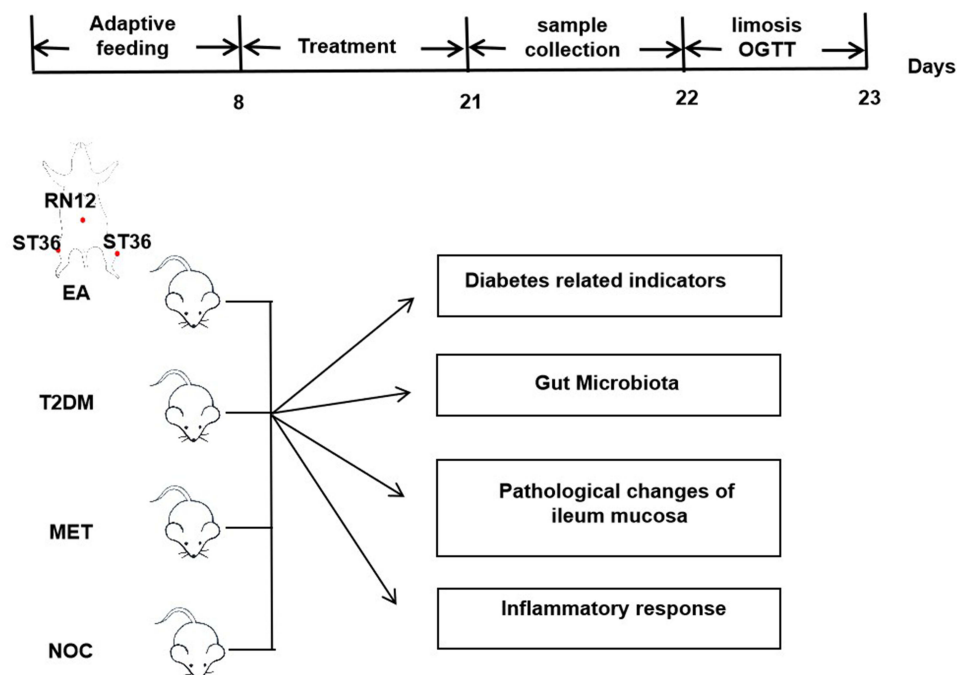 Adaptive
feeding
Treatment
sample
collection
limosis
OGTT
Days
8
21
22
23
RN12
ST36
ST36
EA
T2DM
MET
NOC
Diabetes related indicators
Gut Microbiota
Pathological changes of
ileum mucosa
Inflammatory response